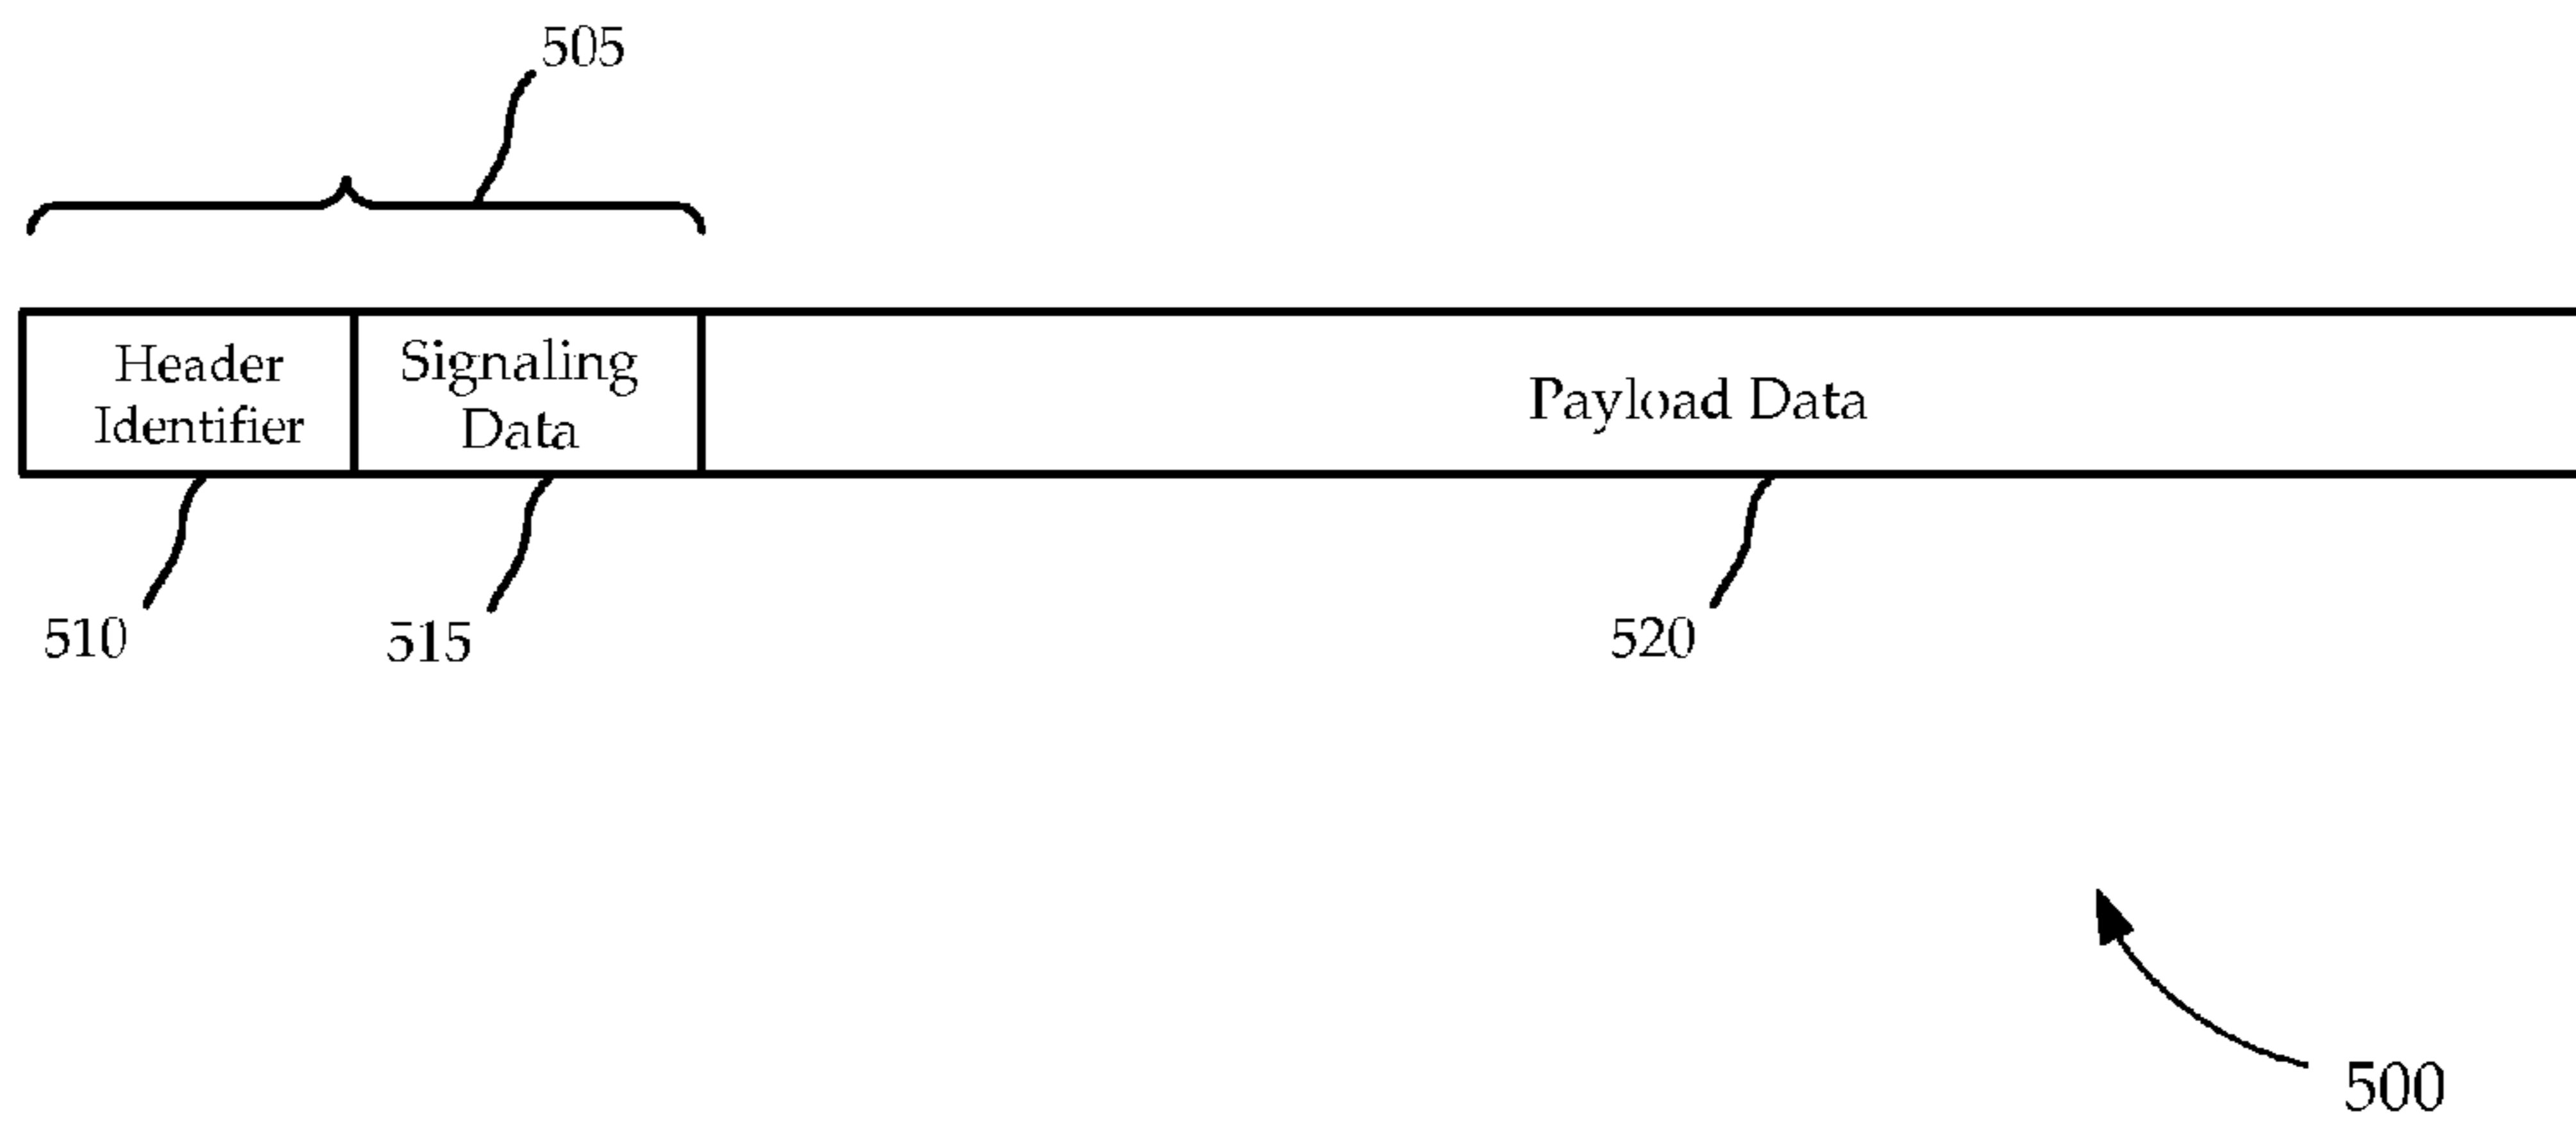 505
Header
Identifier
Signaling
Data
Payload Data
510
515
520
500